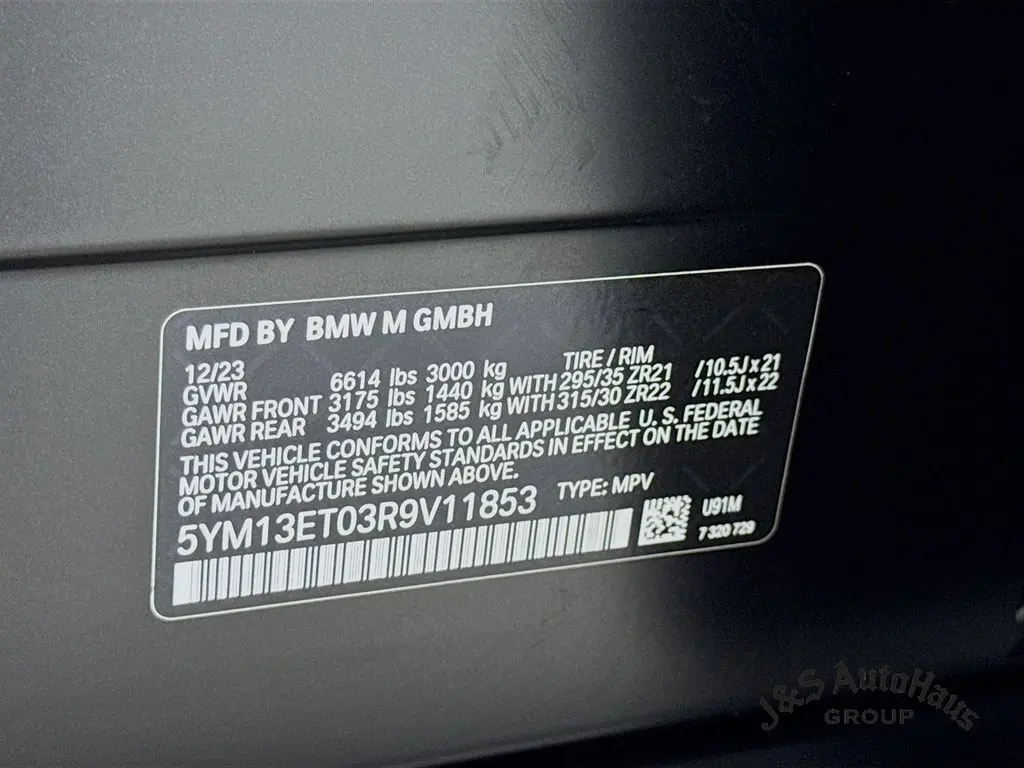 MFD BY BMW M GMBH
12/23 TIRE / RIM
GVWR 6614 lbs 3000 kg
GAWR FRONT 3175 lbs 1440 kg WITH 295/35 ZR21 /10.5J x 21
GAWR REAR 3494 lbs 1585 kg WITH 315/30 ZR22 /11.5J x 22
THIS VEHICLE CONFORMS TO ALL APPLICABLE U. S. FEDERAL
MOTOR VEHICLE SAFETY STANDARDS IN EFFECT ON THE DATE
OF MANUFACTURE SHOWN ABOVE.
5YM13ET03R9V11853 TYPE: MPV
U91M
7 320 729
J&S AutoHaus
GROUP